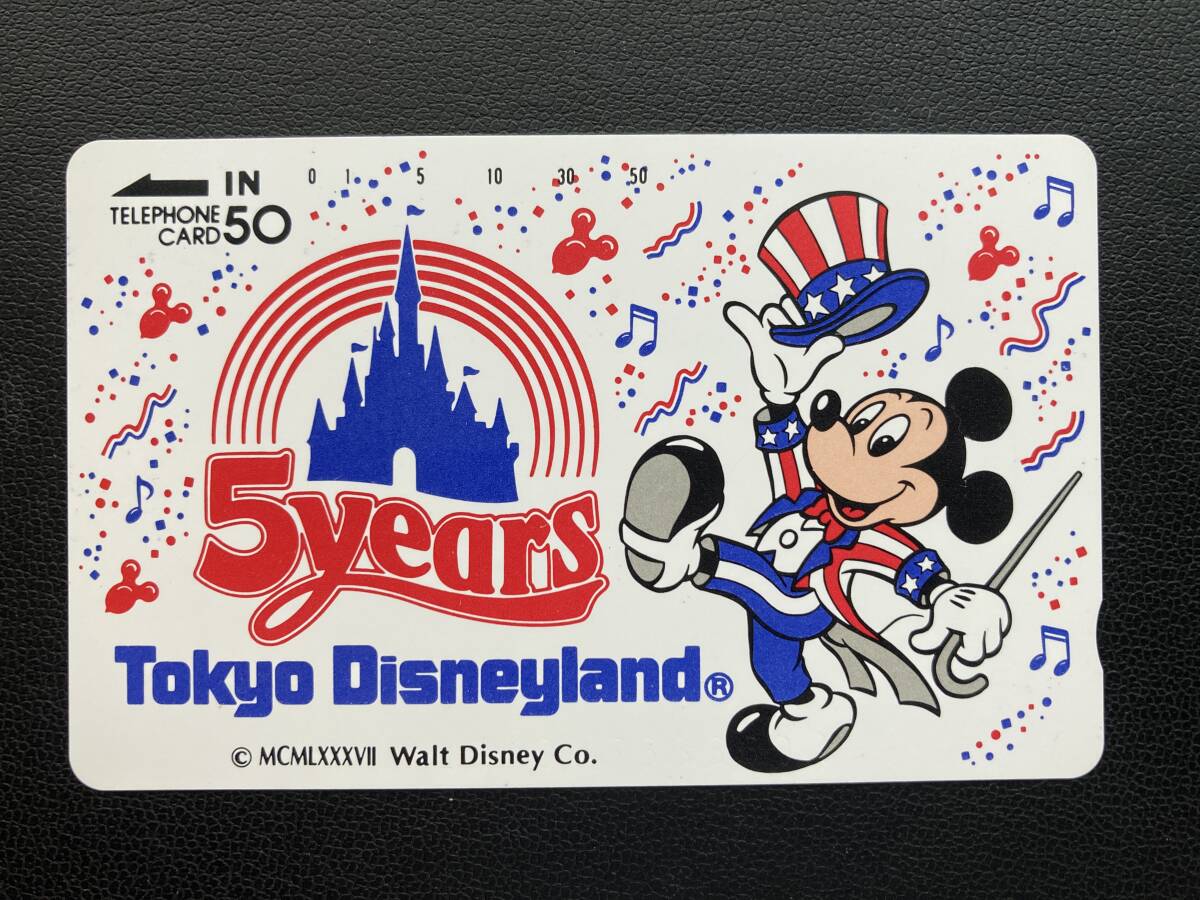 IN 0 1 5 10 30 50
TELEPHONE
CARD 50
5years
Tokyo Disneyland®
© MCMLXXXVII Walt Disney Co.